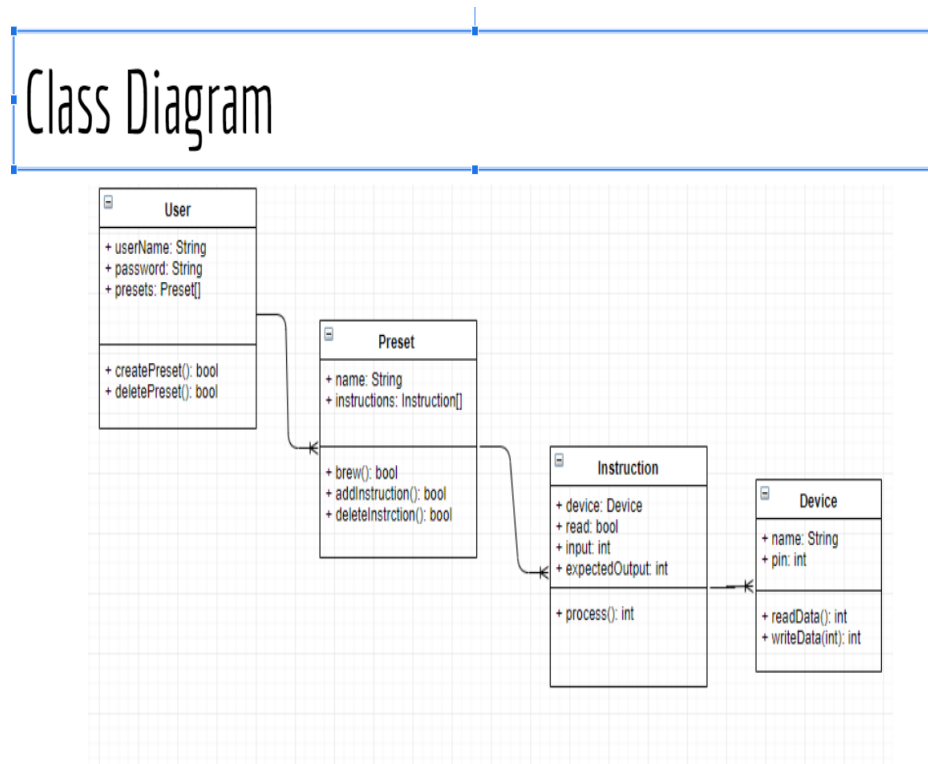 Class Diagram
User
+ userName: String
+ password: String
+ presets: Preset[]
+ createPreset(): bool
+ deletePreset(): bool
Preset
+ name: String
+ instructions: Instruction[]
+ brew(): bool
+ addInstruction(): bool
+ deleteInstrction(): bool
Instruction
+ device: Device
+ read: bool
+ input: int
+ expectedOutput: int
+ process(): int
Device
+ name: String
+ pin: int
+ readData(): int
+ writeData(int): int